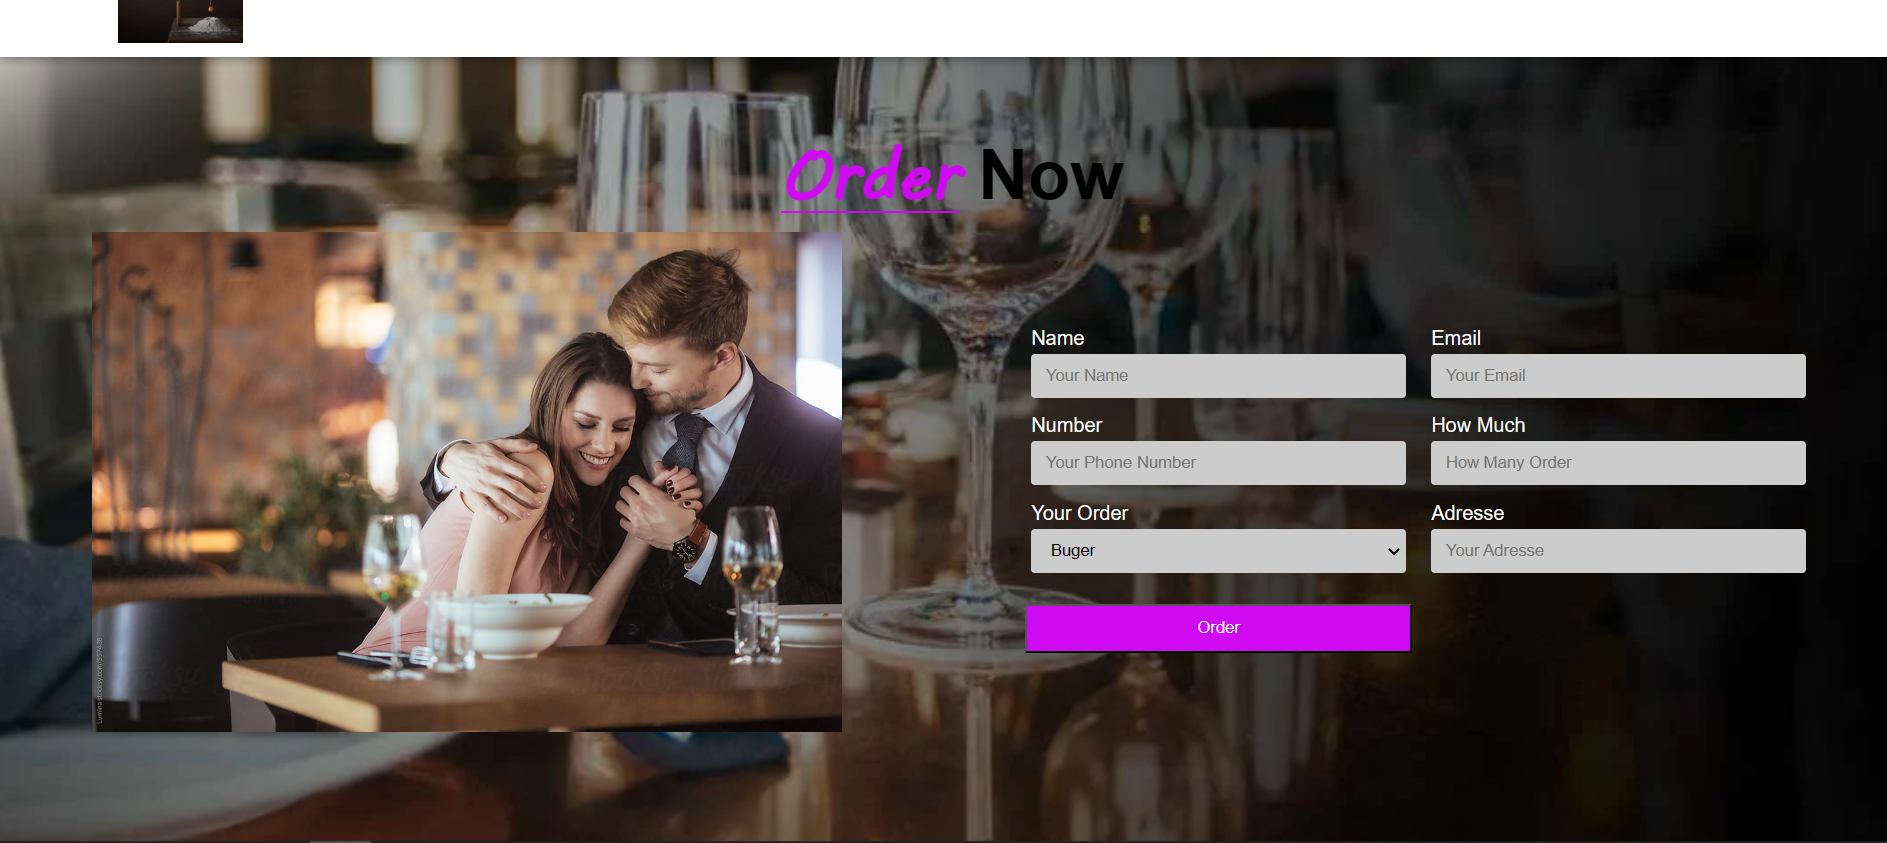 Order Now
Name
Email
Your Name
Your Email
Number
How Much
Your Phone Number
How Many Order
Your Order
Adresse
Buger
Your Adresse
Order